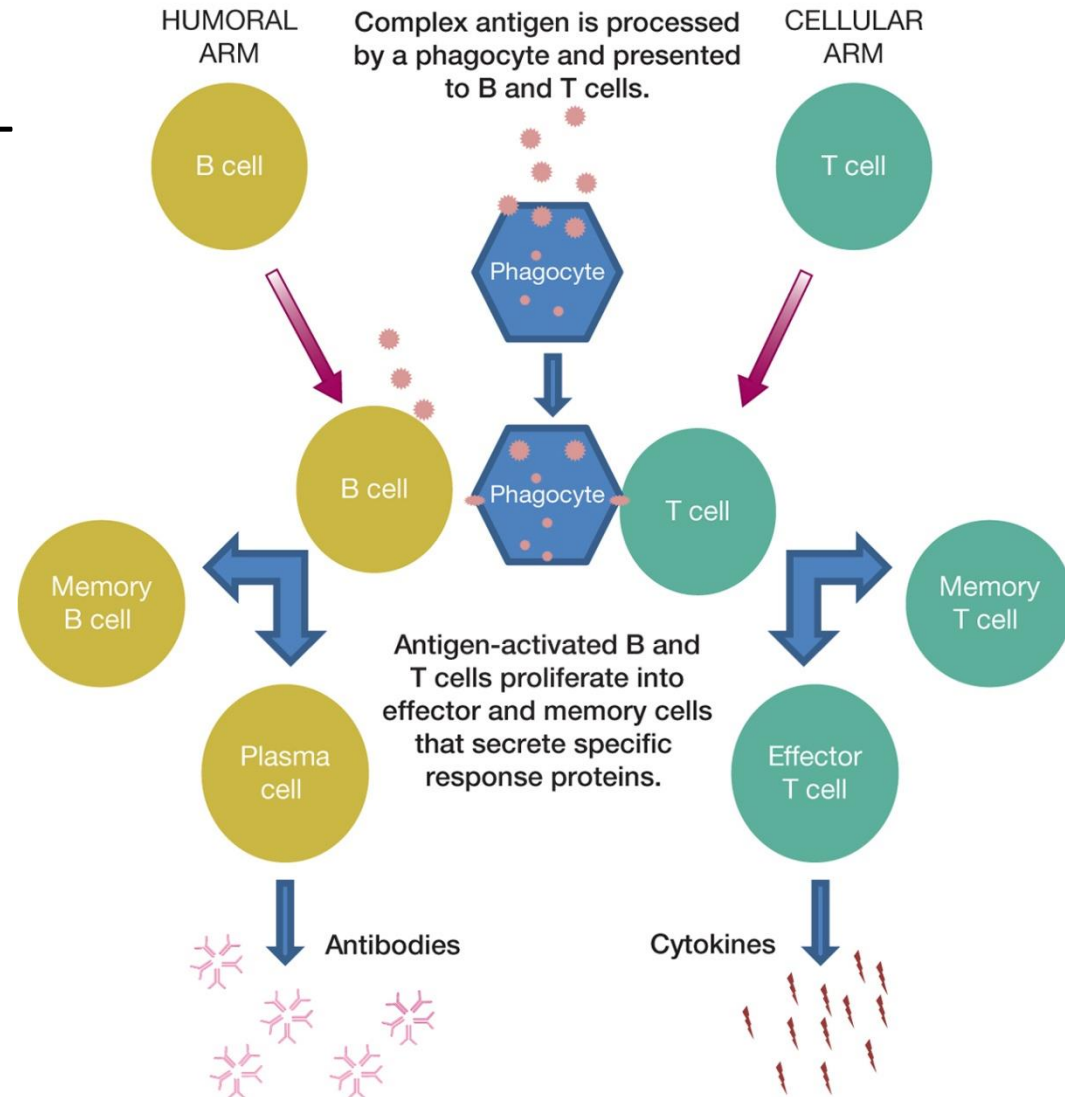 HUMORAL
ARM
Complex antigen is processed
by a phagocyte and presented
to B and T cells.
CELLULAR
ARM
B cell
T cell
Phagocyte
B cell
Phagocyte
T cell
Memory
B cell
Memory
T cell
Antigen-activated B and
T cells proliferate into
effector and memory cells
that secrete specific
response proteins.
Plasma
cell
Effector
T cell
Antibodies
Cytokines